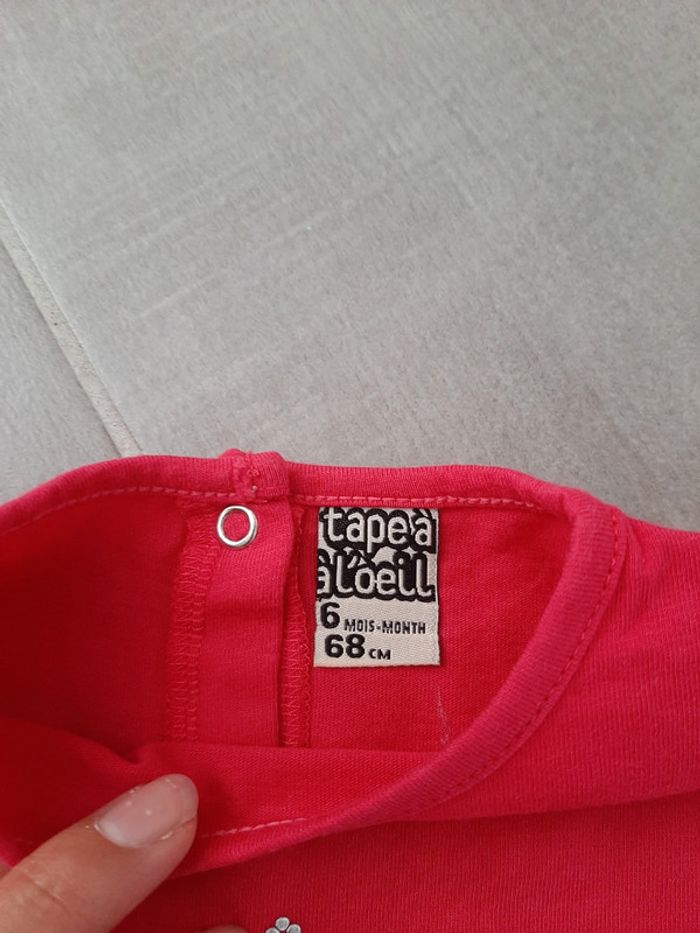 tape à
à l'oeil
6 MOIS-MONTH
68 CM